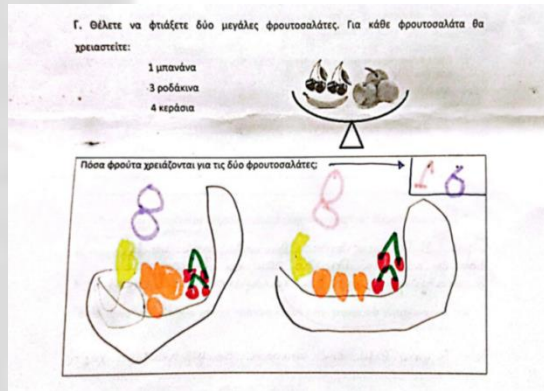 Γ. Θέλετε να φτιάξετε δύο μεγάλες φρουτοσαλάτες. Για κάθε φρουτοσαλάτα θα
χρειαστείτε:
1 μπανάνα
3 ροδάκινα
4 κεράσια
Πόσα φρούτα χρειάζονται για τις δύο φρουτοσαλάτες;
16
8 8